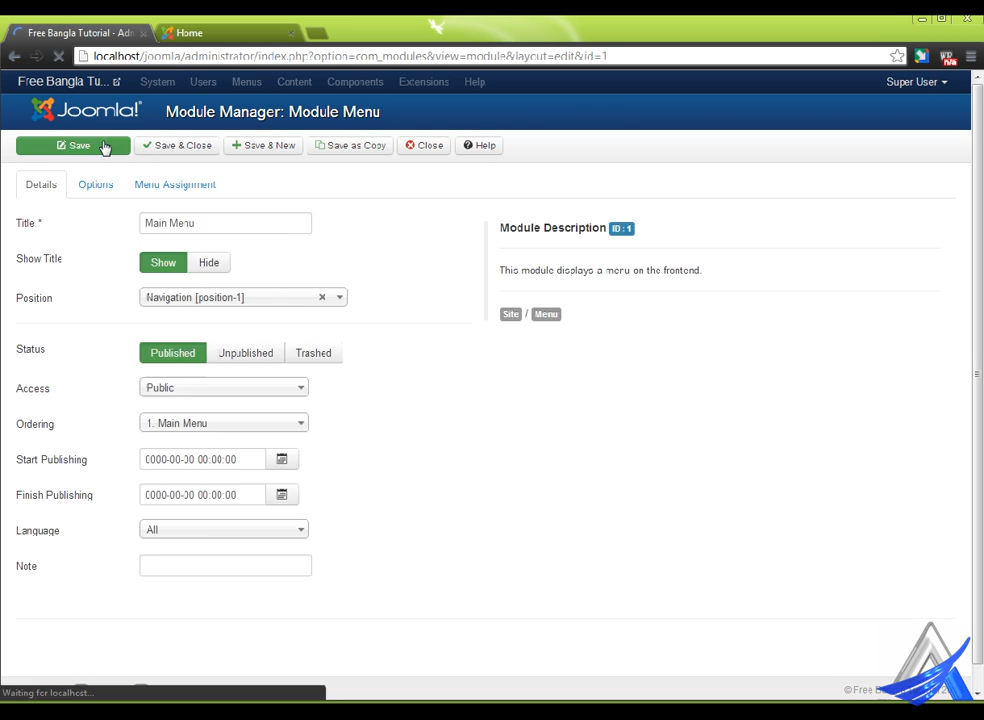 Free Bangla Tutorial - Adn
Home
localhost/joomla/administrator/index.php?option=com_modules&view=module&layout=edit&id=1
Free Bangla Tu...
System
Users
Menus
Content
Components
Extensions
Help
Super User
Joomla!
Module Manager: Module Menu
Save
Save & Close
Save & New
Save as Copy
Close
Help
Details
Options
Menu Assignment
Title *
Main Menu
Show Title
Show
Hide
Position
Navigation [position-1]
Status
Published
Unpublished
Trashed
Access
Public
Ordering
1. Main Menu
Start Publishing
0000-00-00 00:00:00
Finish Publishing
0000-00-00 00:00:00
Language
All
Note
Module Description ID: 1
This module displays a menu on the frontend.
Site / Menu
Waiting for localhost...
© Free